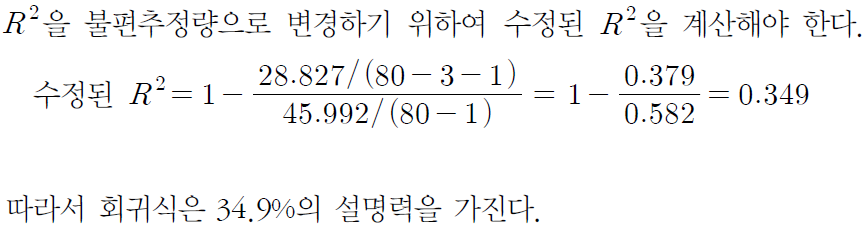 R²을 불편추정량으로 변경하기 위하여 수정된 R²을 계산해야 한다.
수정된 R² = 1 - 28.827/(80-3-1) / 45.992/(80-1) = 1 - 0.379 / 0.582 = 0.349
따라서 회귀식은 34.9%의 설명력을 가진다.